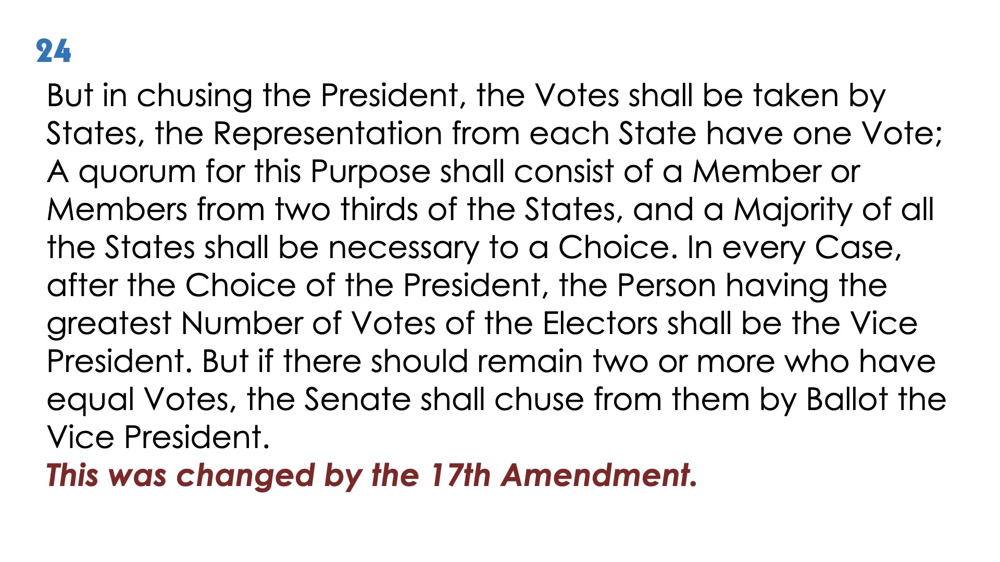 24
But in chusing the President, the Votes shall be taken by
States, the Representation from each State have one Vote;
A quorum for this Purpose shall consist of a Member or
Members from two thirds of the States, and a Majority of all
the States shall be necessary to a Choice. In every Case,
after the Choice of the President, the Person having the
greatest Number of Votes of the Electors shall be the Vice
President. But if there should remain two or more who have
equal Votes, the Senate shall chuse from them by Ballot the
Vice President.
This was changed by the 17th Amendment.